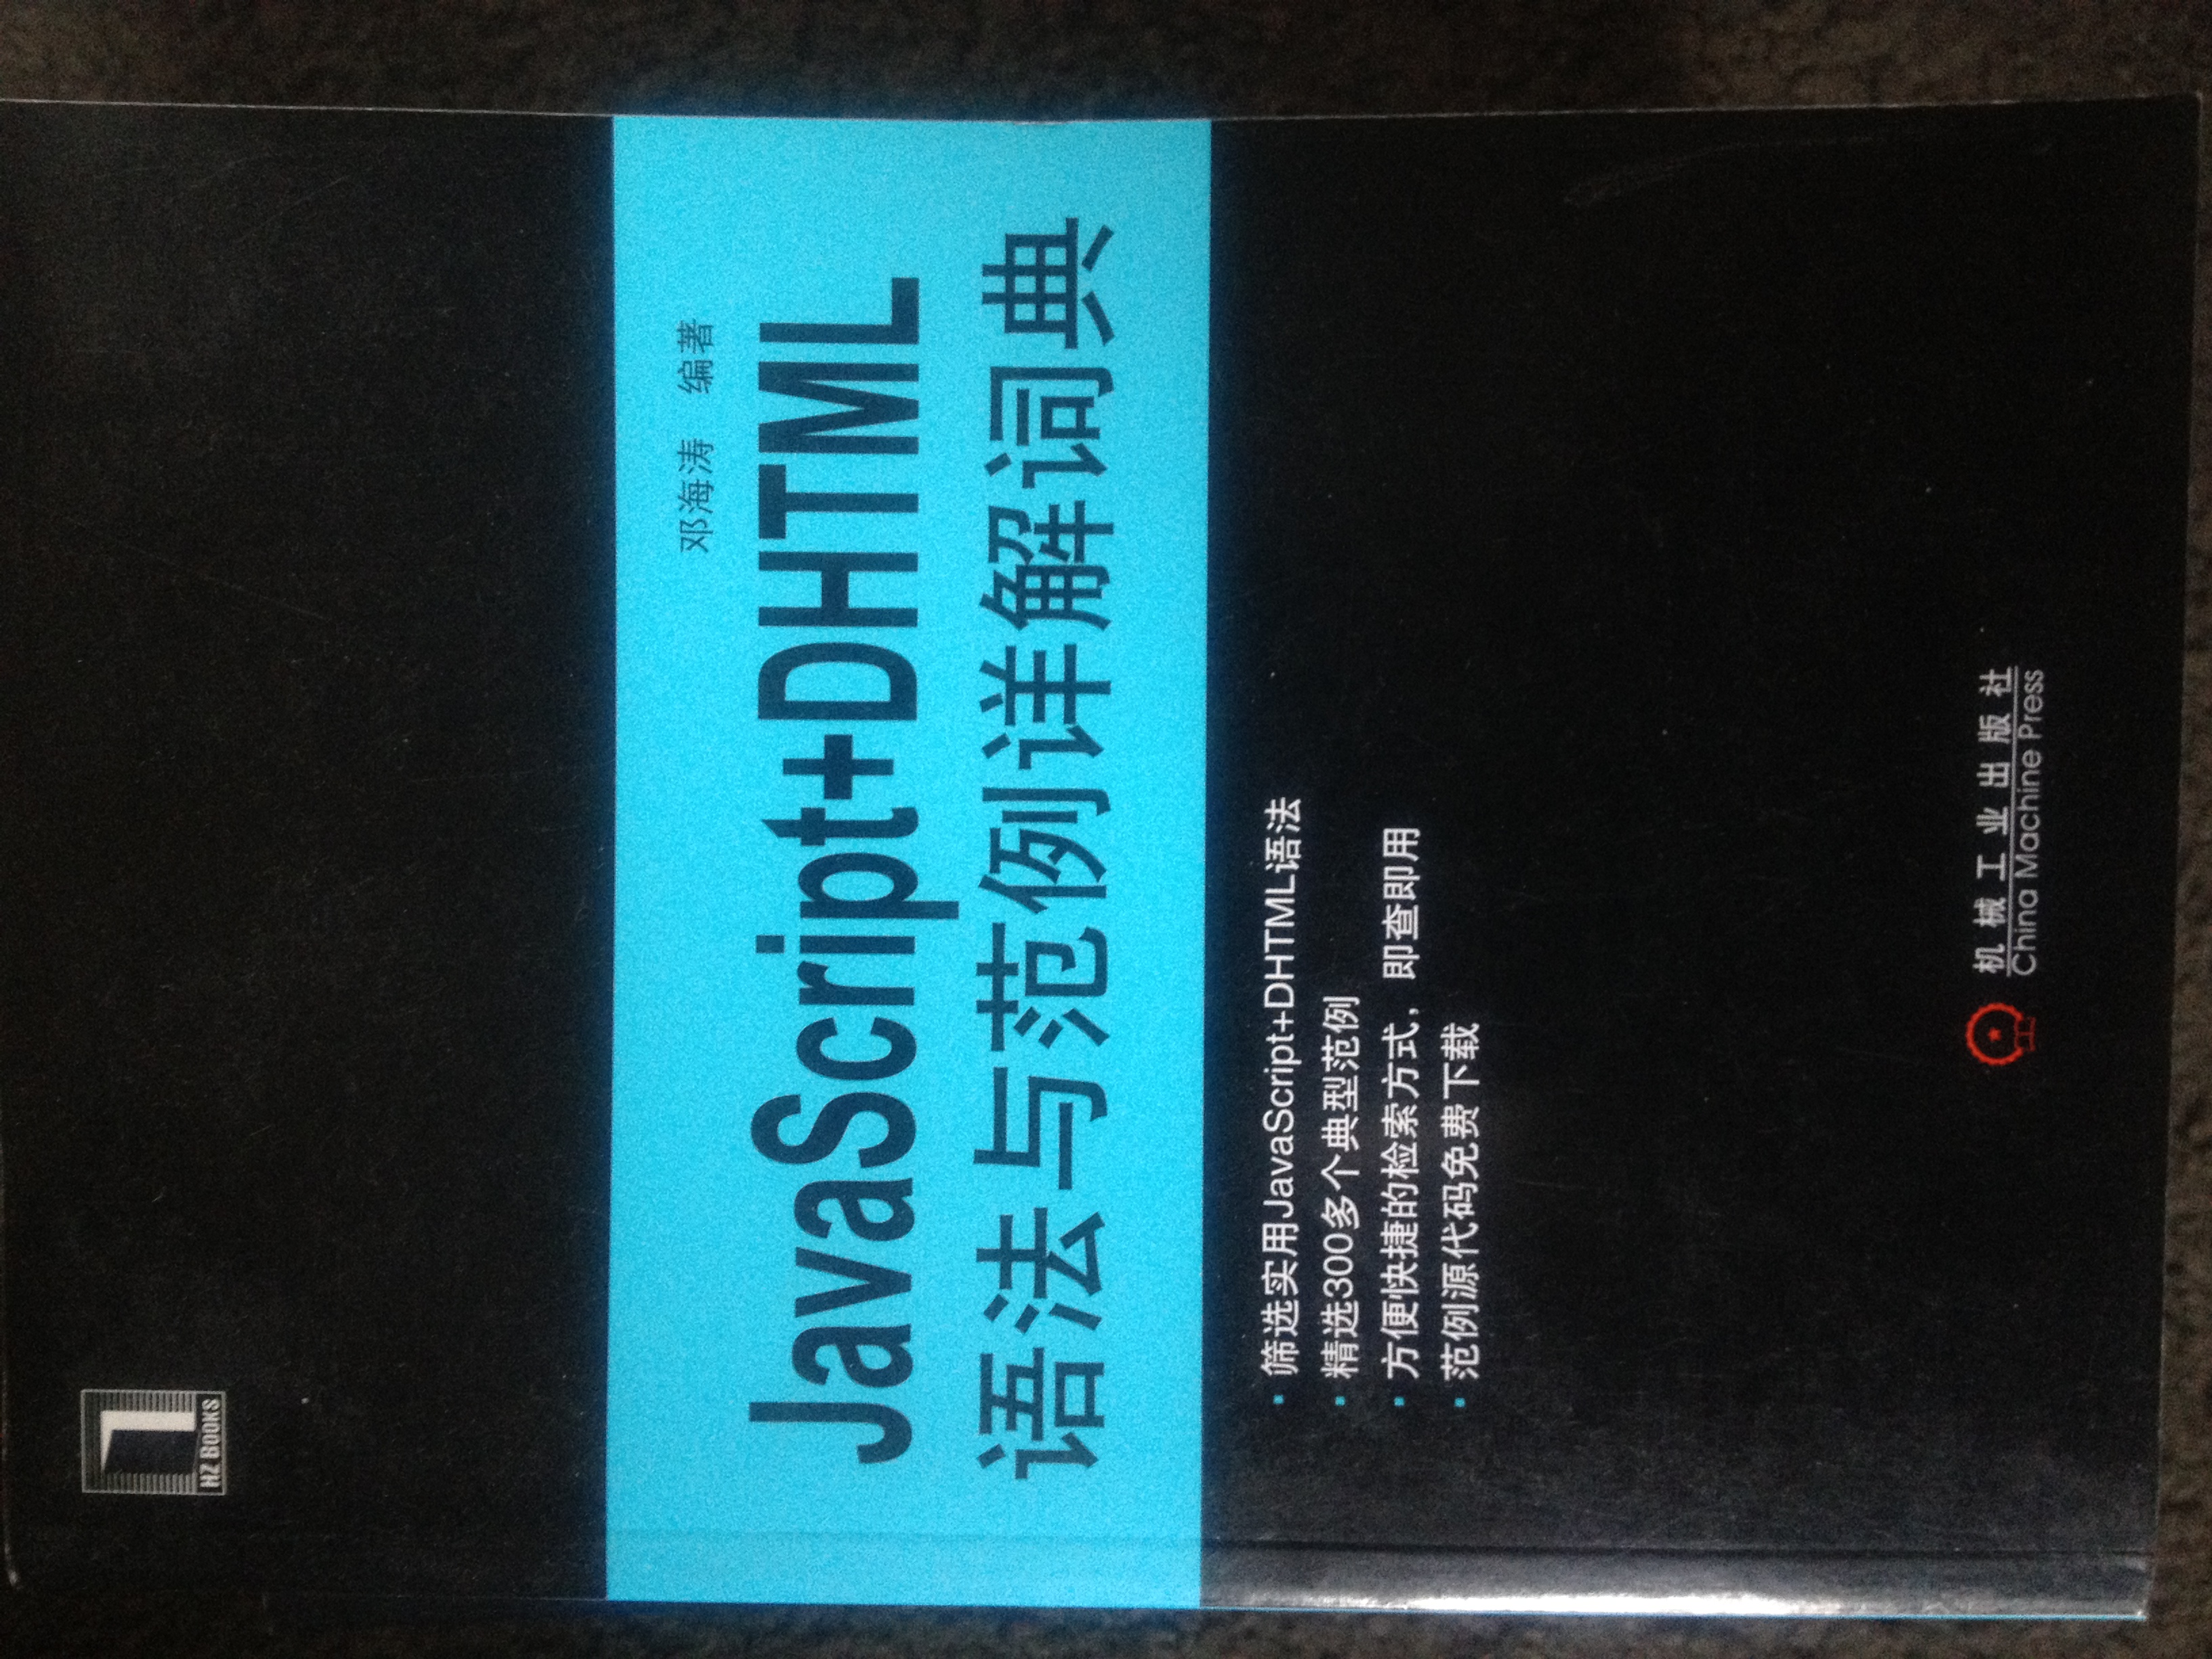 HZ BOOKS
邓海涛 编著
JavaScript+DHTML
语法与范例详解词典
筛选实用JavaScript+DHTML语法
精选300多个典型范例
方便快捷的检索方式，即查即用
范例源代码免费下载
机械工业出版社
China Machine Press